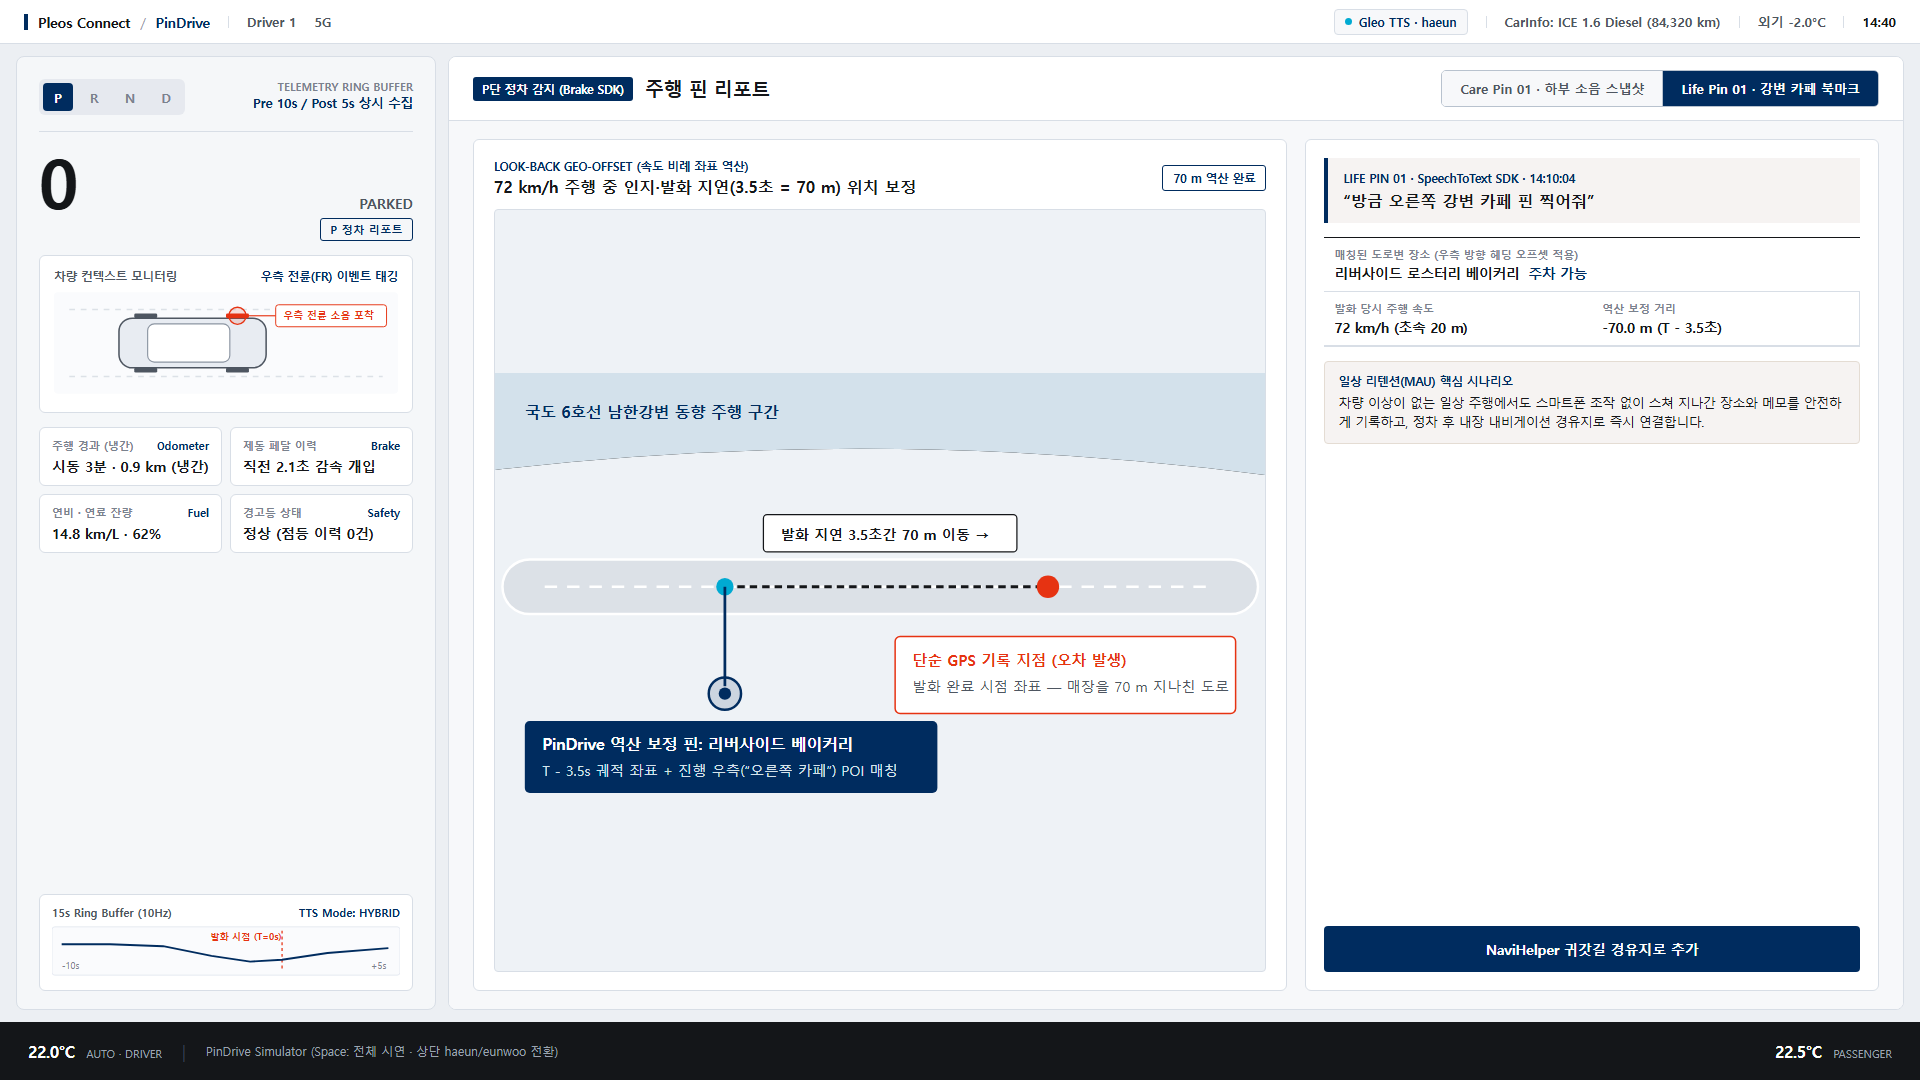 Pleos Connect / PinDrive
Driver 1
5G
Gleo TTS · haeun
CarInfo: ICE 1.6 Diesel (84,320 km)
외기 -2.0°C
14:40
P R N D
TELEMETRY RING BUFFER
Pre 10s / Post 5s 상시 수집
0
PARKED
P 정차 리포트
차량 컨텍스트 모니터링
우측 전륜(FR) 이벤트 태깅
우측 전륜 소음 포착
주행 경과 (냉간)
Odometer
시동 3분 · 0.9 km (냉간)
제동 페달 이력
Brake
직전 2.1초 감속 개입
연비 · 연료 잔량
Fuel
14.8 km/L · 62%
경고등 상태
Safety
정상 (점등 이력 0건)
15s Ring Buffer (10Hz)
TTS Mode: HYBRID
발화 시점 (T=0s)
-10s
+5s
P단 정차 감지 (Brake SDK)
주행 핀 리포트
Care Pin 01 · 하부 소음 스냅샷
Life Pin 01 · 강변 카페 북마크
LOOK-BACK GEO-OFFSET (속도 비례 좌표 역산)
72 km/h 주행 중 인지·발화 지연(3.5초 = 70 m) 위치 보정
70 m 역산 완료
국도 6호선 남한강변 동향 주행 구간
발화 지연 3.5초간 70 m 이동 →
단순 GPS 기록 지점 (오차 발생)
발화 완료 시점 좌표 — 매장을 70 m 지나친 도로
PinDrive 역산 보정 핀: 리버사이드 베이커리
T - 3.5s 궤적 좌표 + 진행 우측("오른쪽 카페") POI 매칭
LIFE PIN 01 · SpeechToText SDK · 14:10:04
“방금 오른쪽 강변 카페 핀 찍어줘”
매칭된 도로변 장소 (우측 방향 헤딩 오프셋 적용)
리버사이드 로스터리 베이커리 주차 가능
발화 당시 주행 속도
72 km/h (초속 20 m)
역산 보정 거리
-70.0 m (T - 3.5초)
일상 리텐션(MAU) 핵심 시나리오
차량 이상이 없는 일상 주행에서도 스마트폰 조작 없이 스쳐 지나간 장소와 메모를 안전하
게 기록하고, 정차 후 내장 내비게이션 경유지로 즉시 연결합니다.
NaviHelper 귀갓길 경유지로 추가
22.0°C AUTO · DRIVER
PinDrive Simulator (Space: 전체 시연 · 상단 haeun/eunwoo 전환)
22.5°C PASSENGER